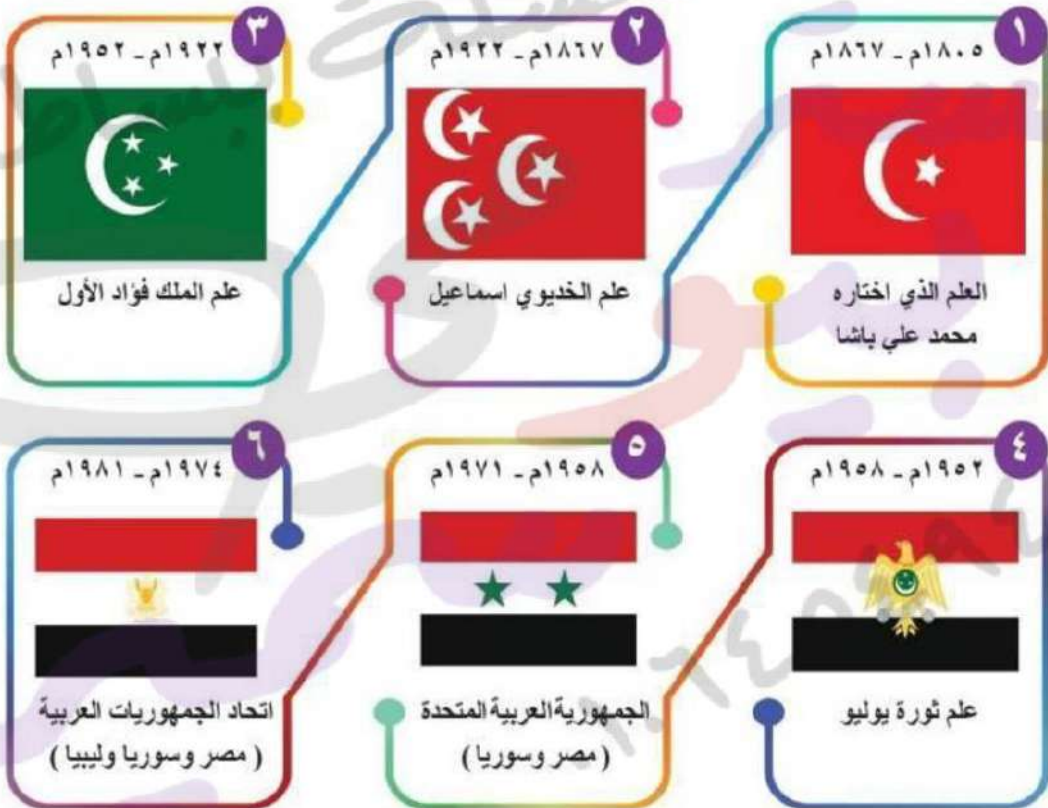 ١
١٨٠٥م - ١٨٦٧م
العلم الذي اختاره
محمد علي باشا
٢
١٨٦٧م - ١٩٢٢م
علم الخديوي اسماعيل
٣
١٩٢٢م - ١٩٥٢م
علم الملك فؤاد الأول
٤
١٩٥٢م - ١٩٥٨م
علم ثورة يوليو
٥
١٩٥٨م - ١٩٧١م
الجمهورية العربية المتحدة
( مصر وسوريا )
٦
١٩٧٤م - ١٩٨١م
اتحاد الجمهوريات العربية
( مصر وسوريا وليبيا )